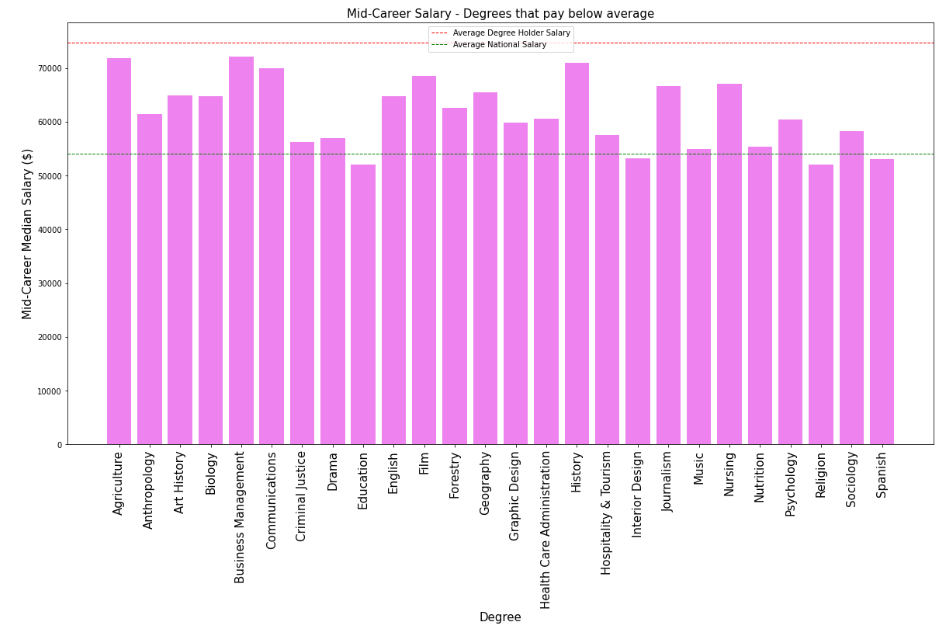 Mid-Career Salary - Degrees that pay below average
Average Degree Holder Salary
Average National Salary
Mid-Career Median Salary ($)
70000
60000
50000
40000
30000
20000
10000
0
Agriculture
Anthropology
Art History
Biology
Business Management
Communications
Criminal Justice
Drama
Education
English
Film
Forestry
Geography
Graphic Design
Health Care Administration
History
Hospitality & Tourism
Interior Design
Journalism
Music
Nursing
Nutrition
Psychology
Religion
Sociology
Spanish
Degree